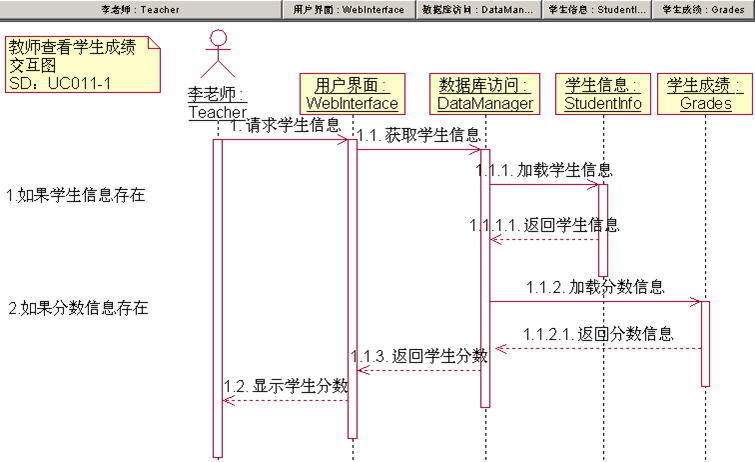 李老师 : Teacher
用户界面 : WebInterface
数据库访问 : DataMan...
学生信息 : StudentI...
学生成绩 : Grades
教师查看学生成绩
交互图
SD：UC011-1
李老师 :
Teacher
用户界面 :
WebInterface
数据库访问 :
DataManager
学生信息 :
StudentInfo
学生成绩 :
Grades
1. 请求学生信息
1.1. 获取学生信息
1.1.1. 加载学生信息
1.如果学生信息存在
1.1.1.1. 返回学生信息
1.1.2. 加载分数信息
2.如果分数信息存在
1.1.2.1. 返回分数信息
1.1.3. 返回学生分数
1.2. 显示学生分数